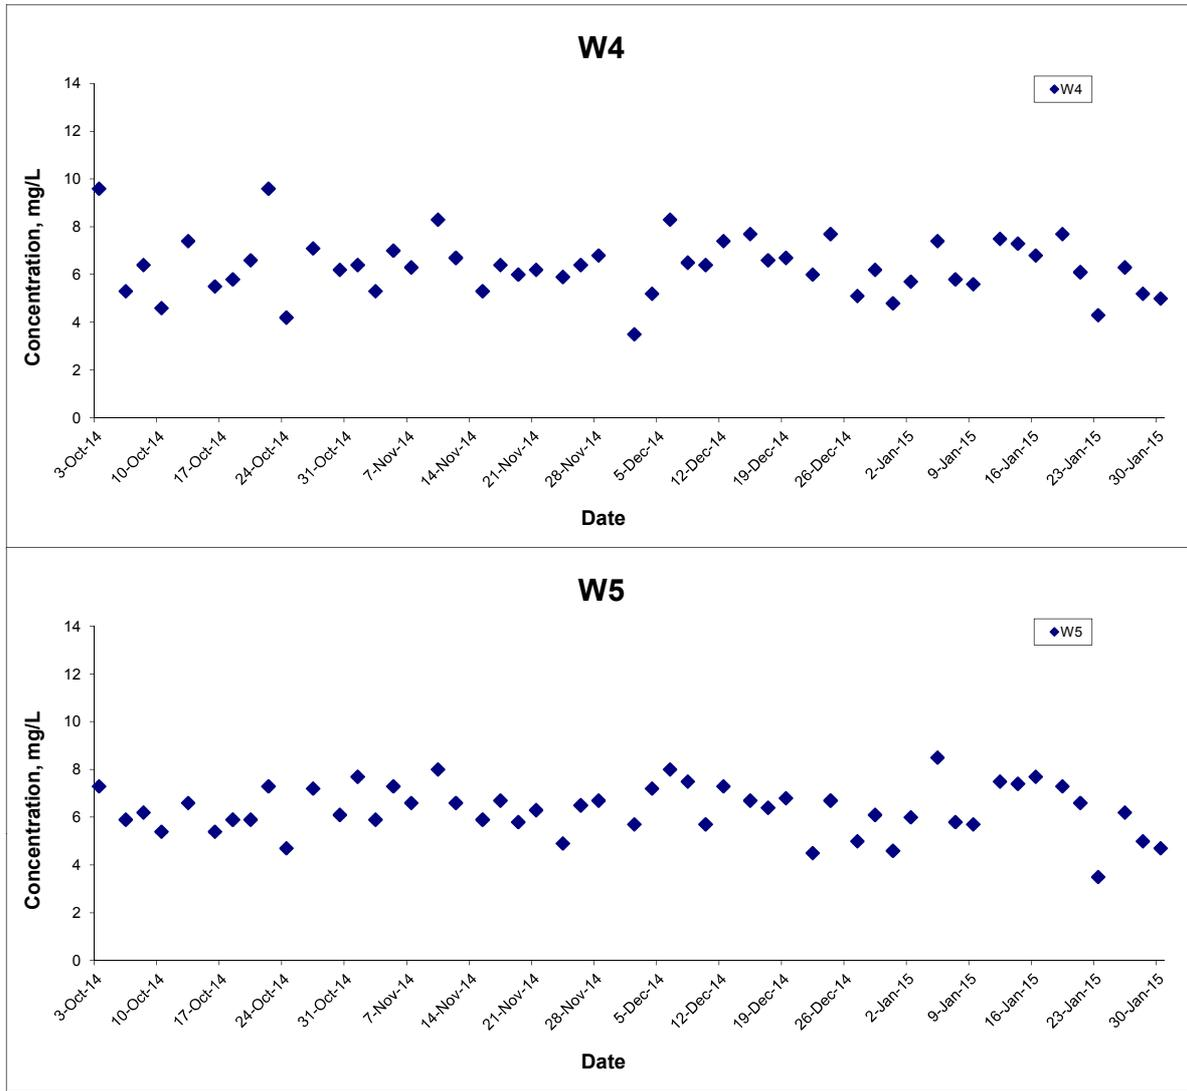 W4
W4
14
12
10
8
6
4
2
0
Concentration, mg/L
3-Oct-14
10-Oct-14
17-Oct-14
24-Oct-14
31-Oct-14
7-Nov-14
14-Nov-14
21-Nov-14
28-Nov-14
5-Dec-14
12-Dec-14
19-Dec-14
26-Dec-14
2-Jan-15
9-Jan-15
16-Jan-15
23-Jan-15
30-Jan-15
Date
W5
W5
14
12
10
8
6
4
2
0
Concentration, mg/L
3-Oct-14
10-Oct-14
17-Oct-14
24-Oct-14
31-Oct-14
7-Nov-14
14-Nov-14
21-Nov-14
28-Nov-14
5-Dec-14
12-Dec-14
19-Dec-14
26-Dec-14
2-Jan-15
9-Jan-15
16-Jan-15
23-Jan-15
30-Jan-15
Date